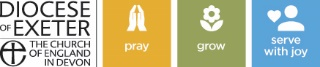 DIOCESE
OF EXETER
THE CHURCH
OF ENGLAND
IN DEVON
pray
grow
serve
with joy